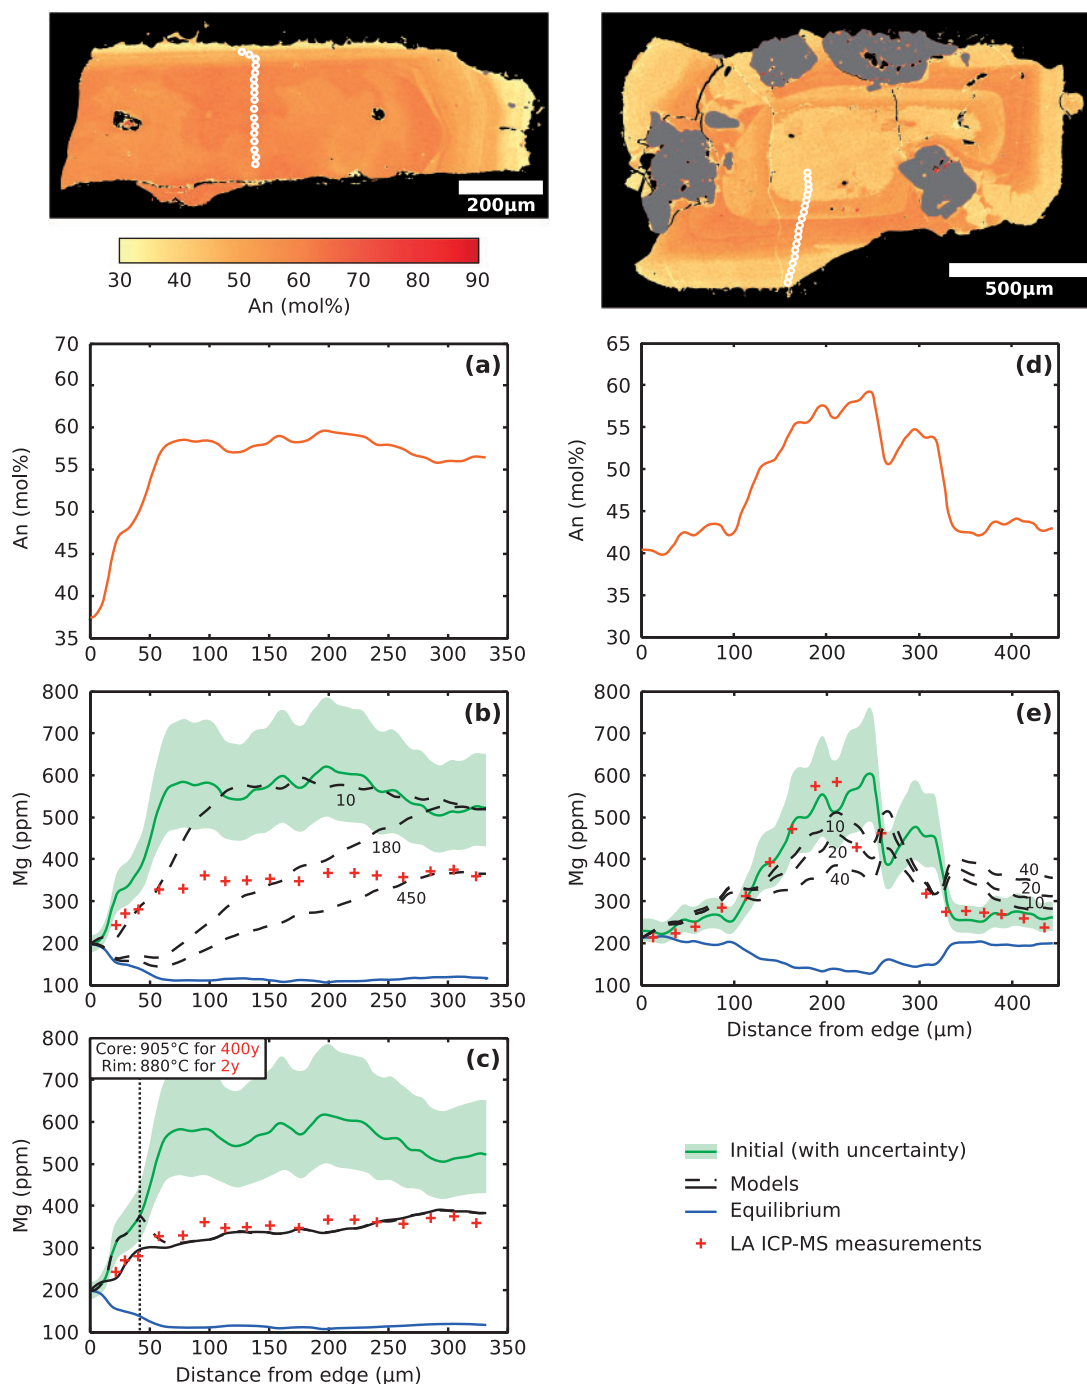 200µm
500µm
30 40 50 60 70 80 90
An (mol%)
(a)
An (mol%)
70
60
60
55
50
45
40
35
0 50 100 150 200 250 300 350
(d)
An (mol%)
65
60
55
50
45
40
35
30
0 100 200 300 400
(b)
Mg (ppm)
800
700
600
500
400
300
200
100
10
180
450
0 50 100 150 200 250 300 350
(e)
Mg (ppm)
800
700
600
500
400
300
200
100
10
20
40
40
20
10
0 100 200 300 400
Distance from edge (µm)
(c)
Core: 905°C for 400y
Rim: 880°C for 2y
Mg (ppm)
800
700
600
500
400
300
200
100
0 50 100 150 200 250 300 350
Distance from edge (µm)
Initial (with uncertainty)
Models
Equilibrium
LA ICP-MS measurements